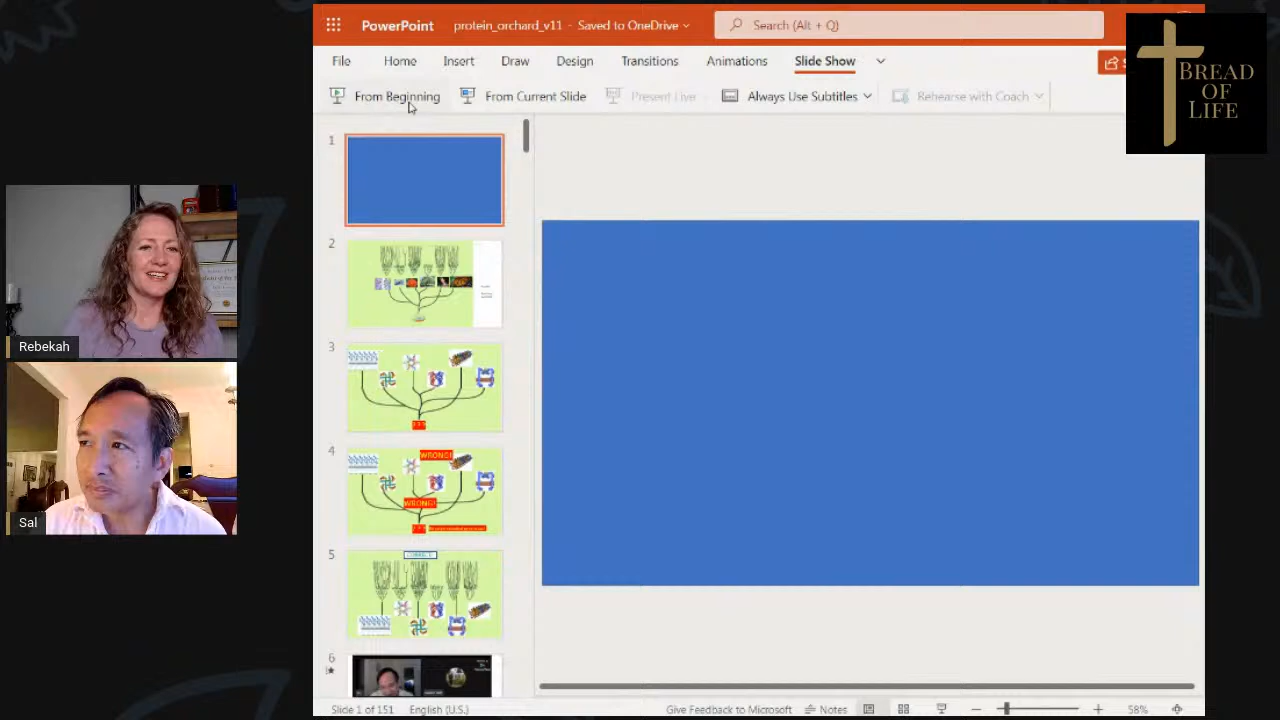 PowerPoint
protein_orchard_v11 - Saved to OneDrive
Search (Alt + Q)
File
Home
Insert
Draw
Design
Transitions
Animations
Slide Show
From Beginning
From Current Slide
Present Live
Always Use Subtitles
Rehearse with Coach
BREAD
OF
LIFE
1
2
3
4
WRONG!
WRONG!
5
6
Rebekah
Sal
Slide 1 of 151
English (U.S.)
Give Feedback to Microsoft
Notes
58%